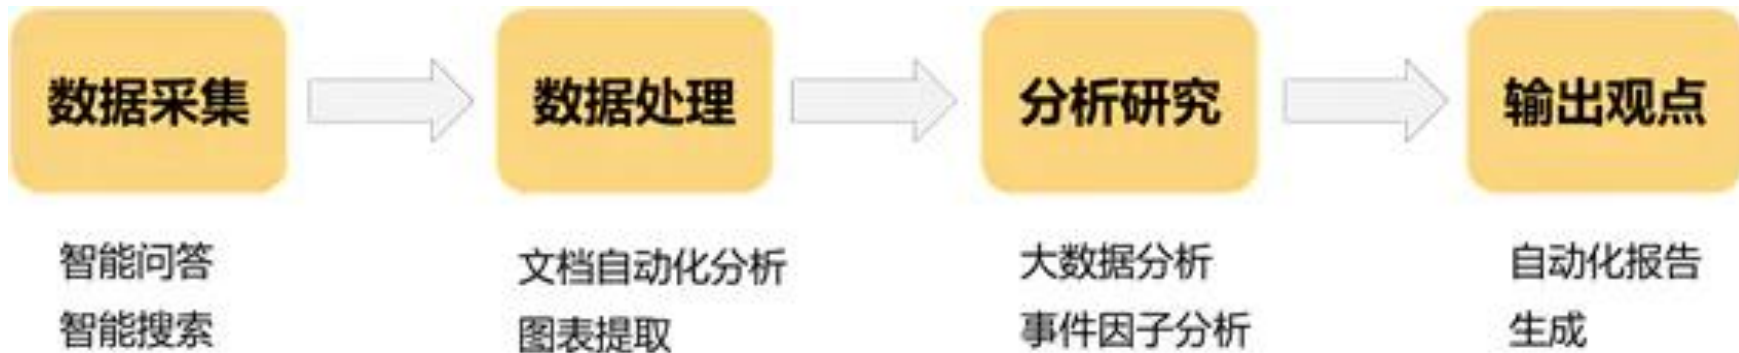 数据采集
数据处理
分析研究
输出观点
智能问答
智能搜索
文档自动化分析
图表提取
大数据分析
事件因子分析
自动化报告
生成